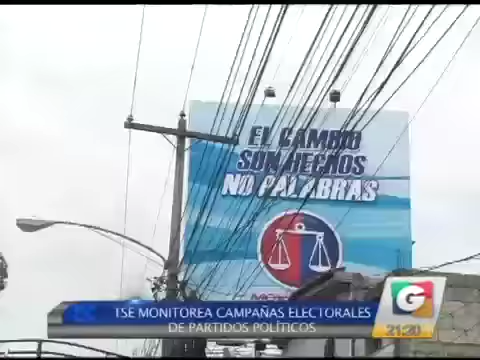 EL CAMBIO
SON HECHOS
NO PALABRAS
TSE MONITOREA CAMPAÑAS ELECTORALES
DE PARTIDOS POLÍTICOS
G
21:20